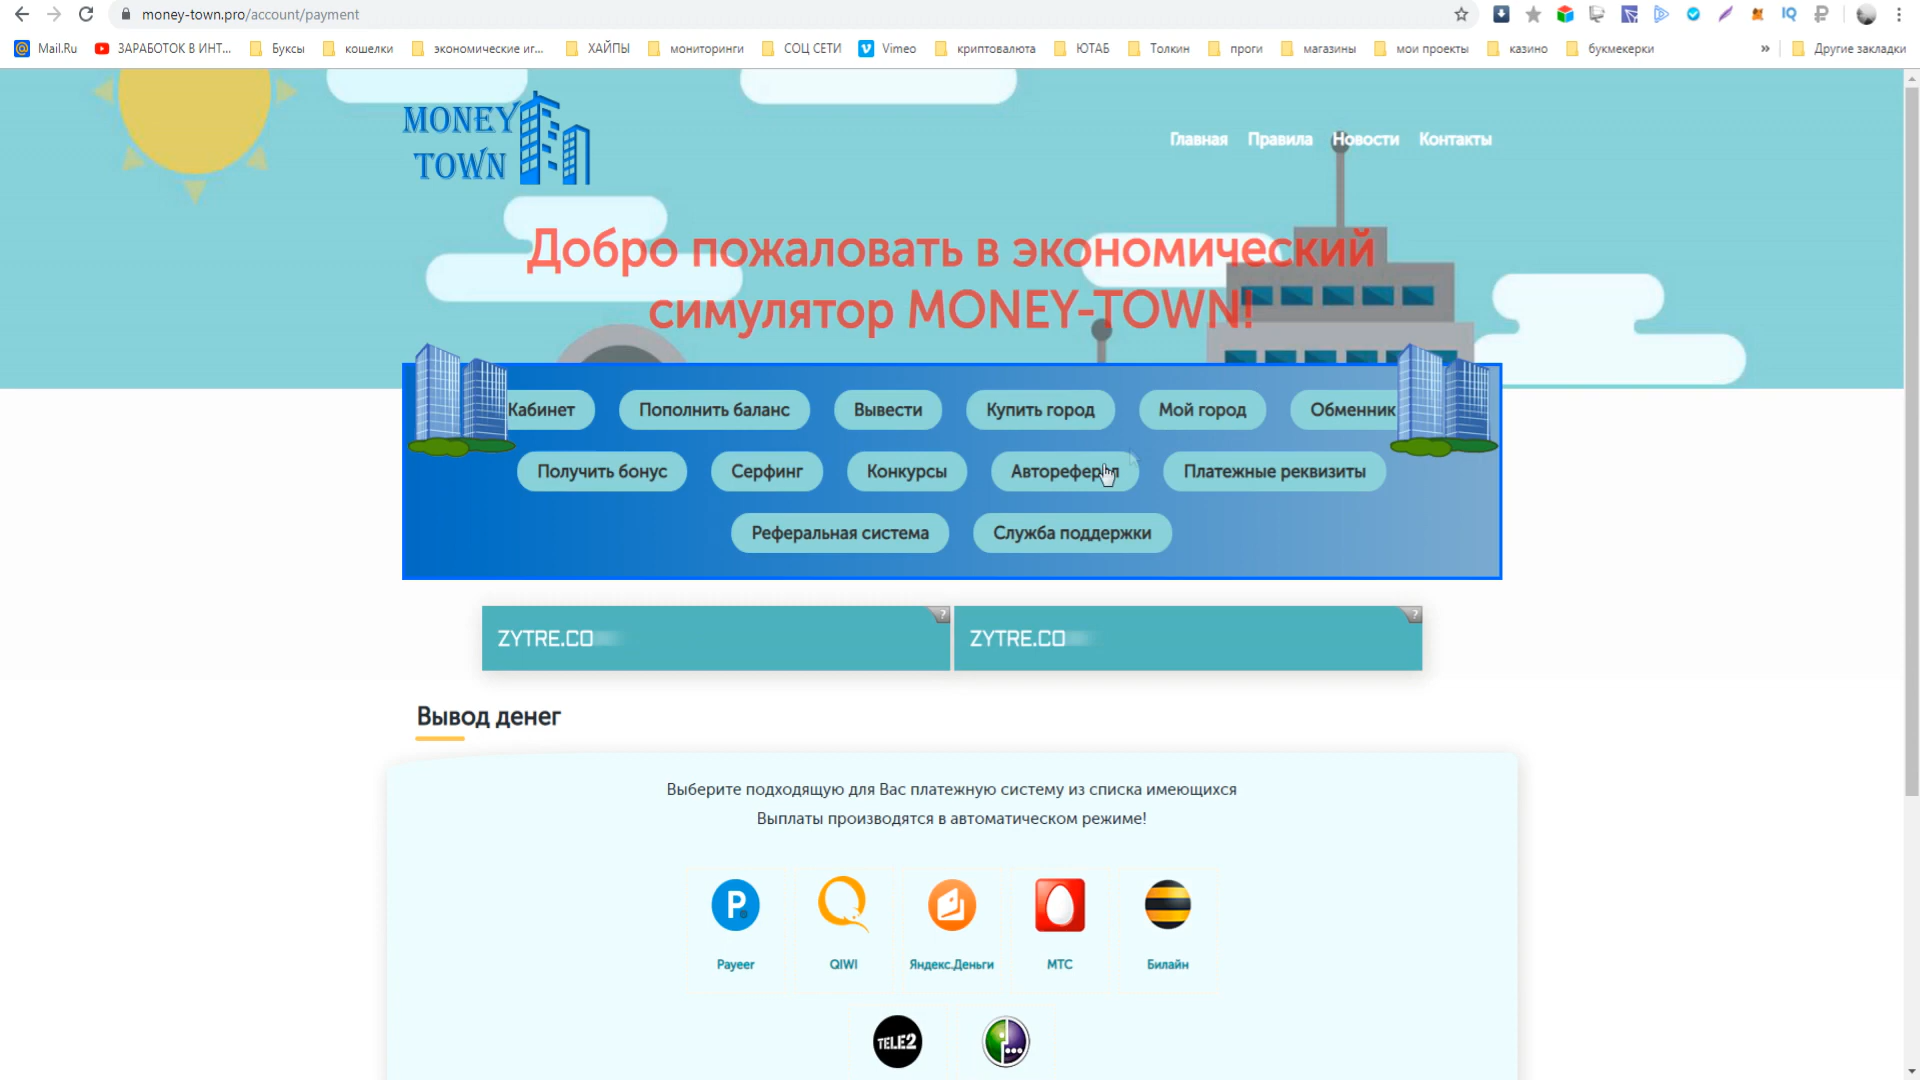 money-town.pro/account/payment
Mail.Ru ЗАРАБОТОК В ИНТ... Буксы кошелки экономические иг... ХАЙПЫ мониторинги СОЦ СЕТИ Vimeo криптовалюта ЮТАБ Толкин проги магазины мои проекты казино букмекерки » Другие закладки
MONEY TOWN
Главная Правила Новости Контакты
Добро пожаловать в экономический
симулятор MONEY-TOWN!
Кабинет Пополнить баланс Вывести Купить город Мой город Обменник
Получить бонус Серфинг Конкурсы Автореферал Платежные реквизиты
Реферальная система Служба поддержки
ZYTRE.CO ZYTRE.CO
Вывод денег
Выберите подходящую для Вас платежную систему из списка имеющихся
Выплаты производятся в автоматическом режиме!
Payeer QIWI Яндекс.Деньги МТС Билайн
TELE2